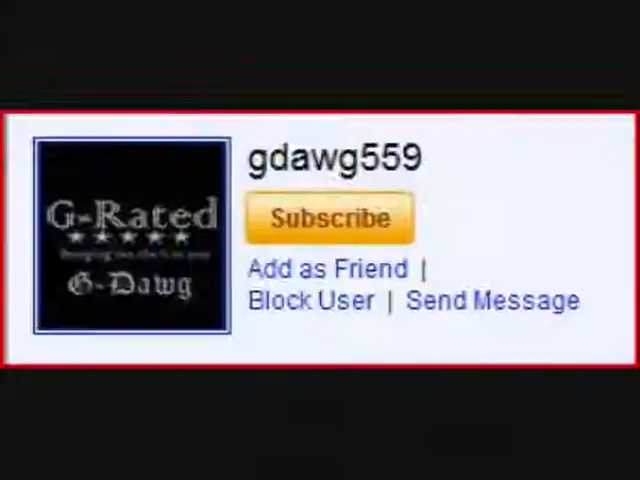 G-Rated
G-Dawg
gdawg559
Subscribe
Add as Friend |
Block User | Send Message